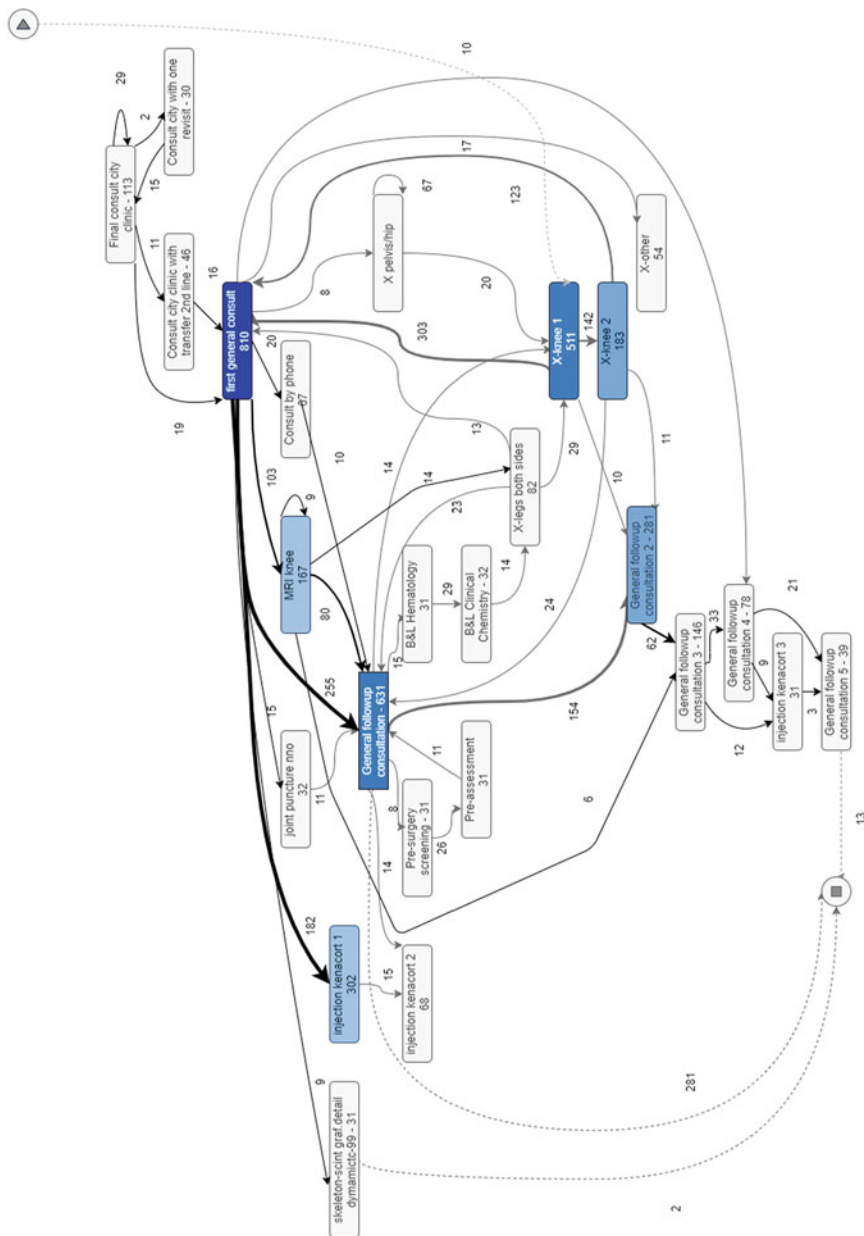 29
2
Consult city with one
revisit - 30
15
Final consult city
clinic - 113
11
Consult city clinic with
transfer 2nd line - 46
19
16
first general consult
810
10
17
123
8
X pelvis/hip
67
20
303
20
Consult by phone
67
103
10
13
14
9
MRI knee
167
14
X-knee 1
511
142
X-knee 2
183
X-other
54
80
23
29
11
10
X-legs both sides
82
14
B&L Hematology
31
29
B&L Clinical
Chemistry - 32
24
15
General followup
consultation 2 - 281
255
General followup
consultation - 631
154
62
15
joint puncture nno
32
11
8
Pre-surgery
screening - 31
26
Pre-assessment
31
11
6
General followup
consultation 3 - 146
33
General followup
consultation 4 - 78
21
9
12
injection kenacort 3
31
3
General followup
consultation 5 - 39
13
14
182
injection kenacort 1
302
15
injection kenacort 2
68
281
9
skeleton-scint graf.detail
dymamictc-99 - 31
2